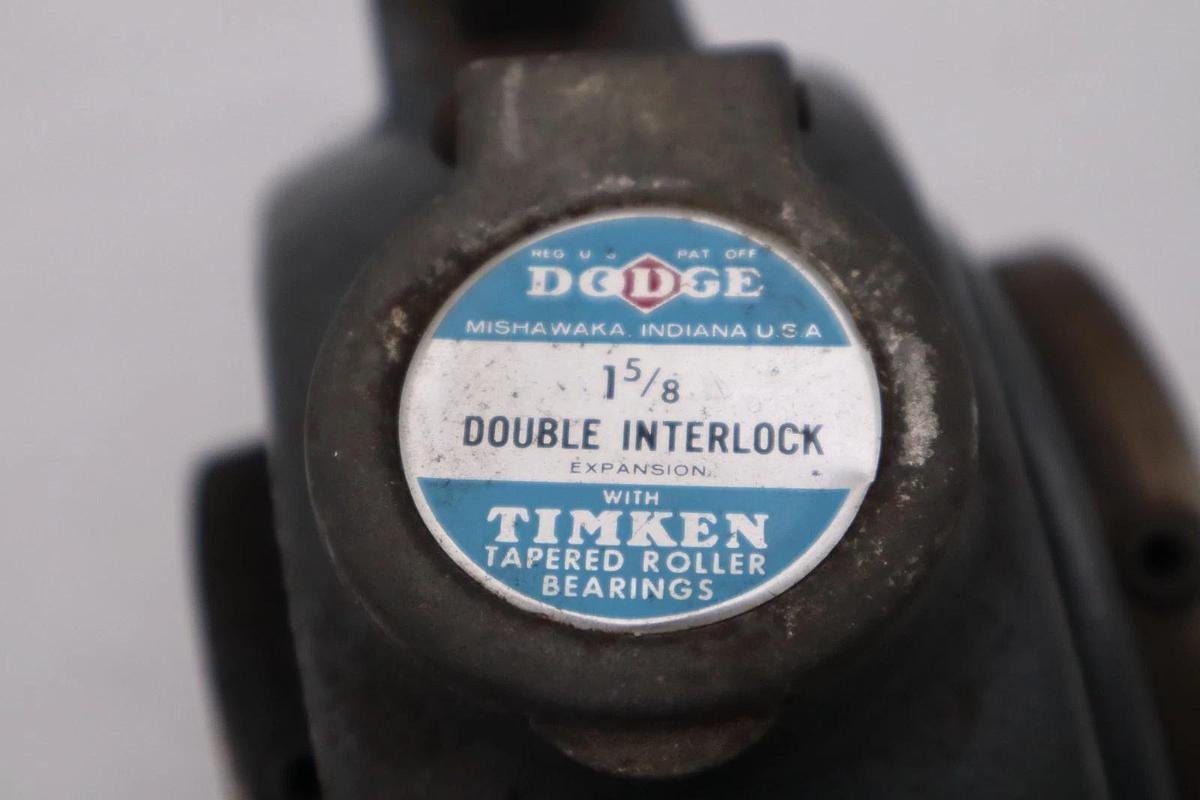 REG U S PAT OFF
DODGE
MISHAWAKA, INDIANA U.S.A
1 5/8
DOUBLE INTERLOCK
EXPANSION
WITH
TIMKEN
TAPERED ROLLER
BEARINGS